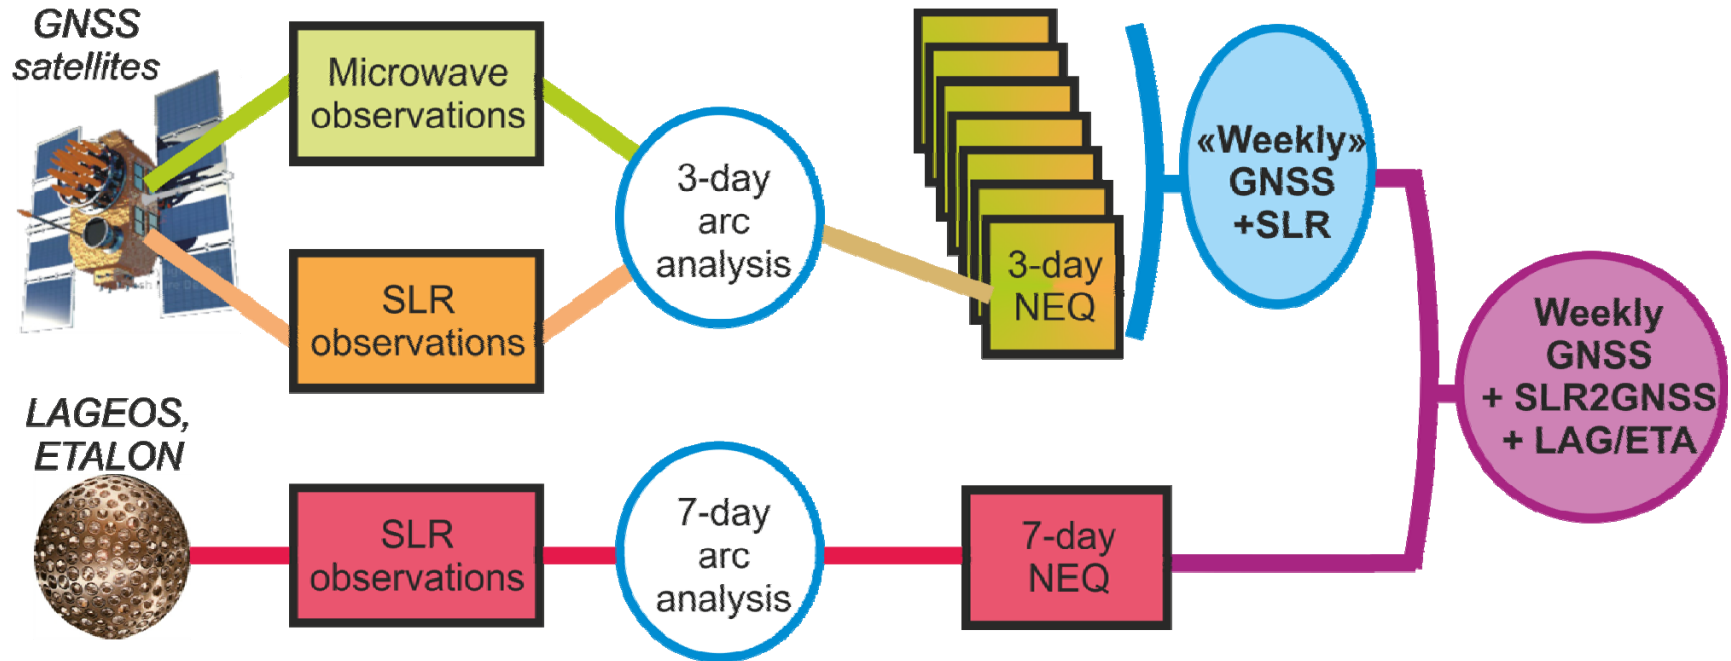 GNSS
satellites
Microwave
observations
SLR
observations
3-day
arc
analysis
3-day
NEQ
«Weekly»
GNSS
+SLR
Weekly
GNSS
+ SLR2GNSS
+ LAG/ETA
LAGEOS,
ETALON
SLR
observations
7-day
arc
analysis
7-day
NEQ